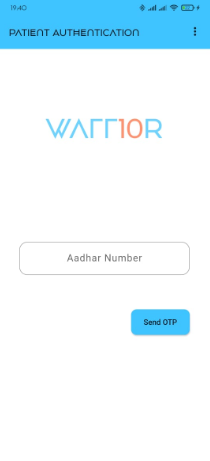 19:40
PATIENT AUTHENTICATION
WARR10R
Aadhar Number
Send OTP